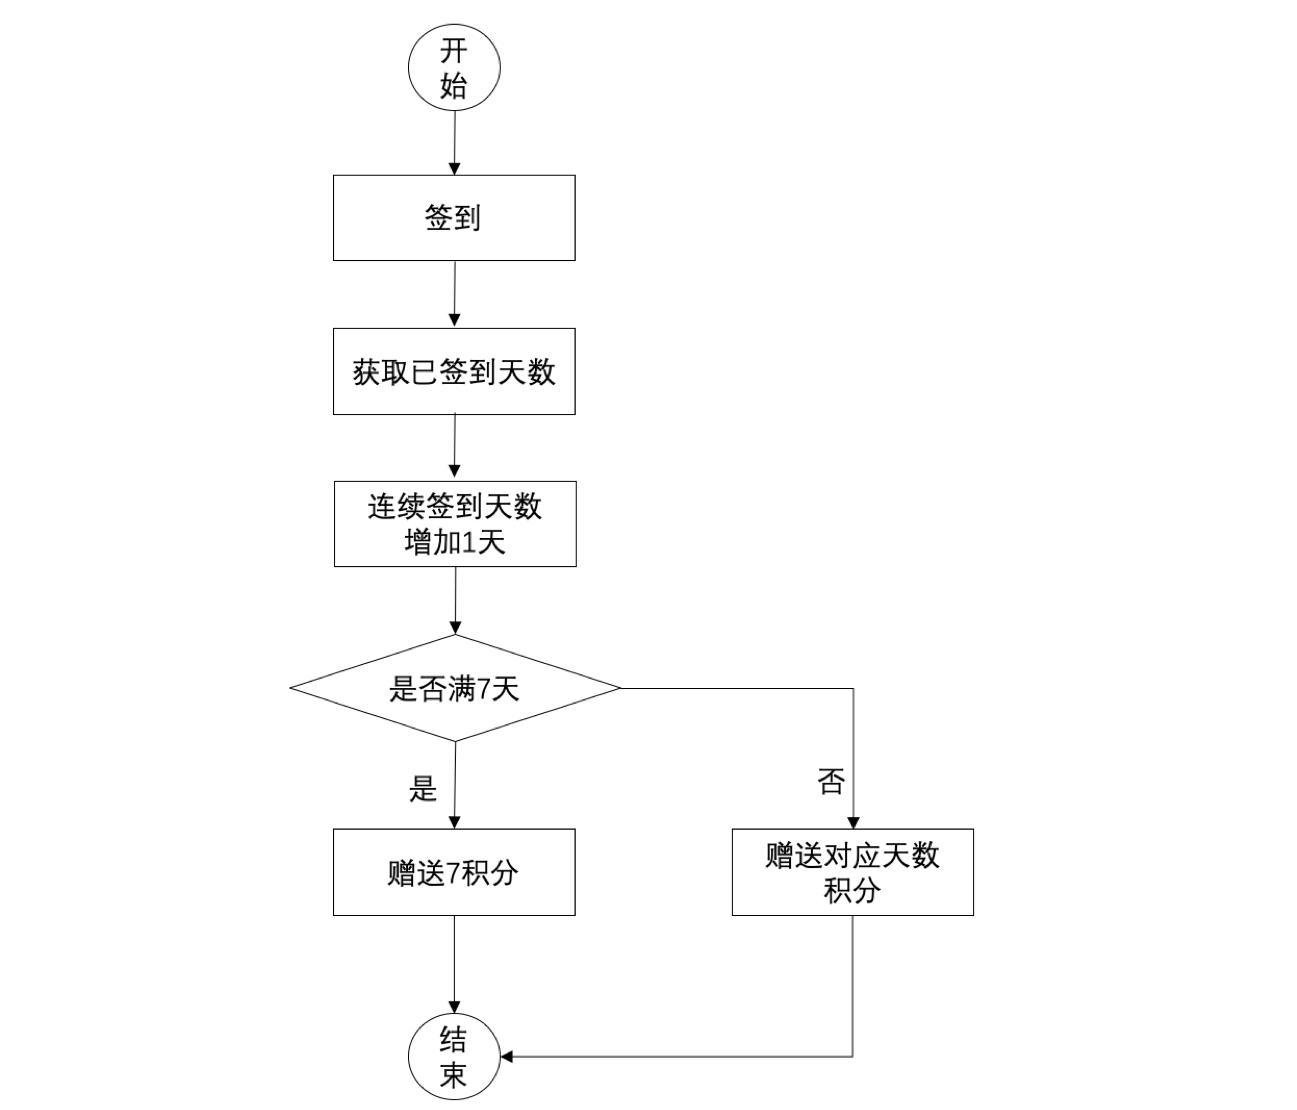 开
始
签到
获取已签到天数
连续签到天数
增加1天
是否满7天
是
否
赠送7积分
赠送对应天数
积分
结
束